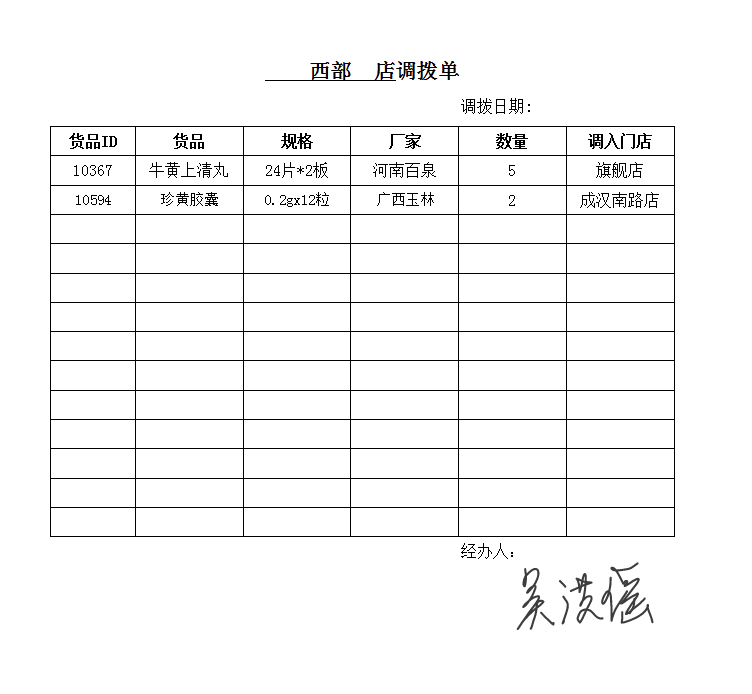 西部 店调拨单
调拨日期:
货品ID 货品 规格 厂家 数量 调入门店
10367 牛黄上清丸 24片*2板 河南百泉 5 旗舰店
10594 珍黄胶囊 0.2gx12粒 广西玉林 2 成汉南路店
经办人:
吴